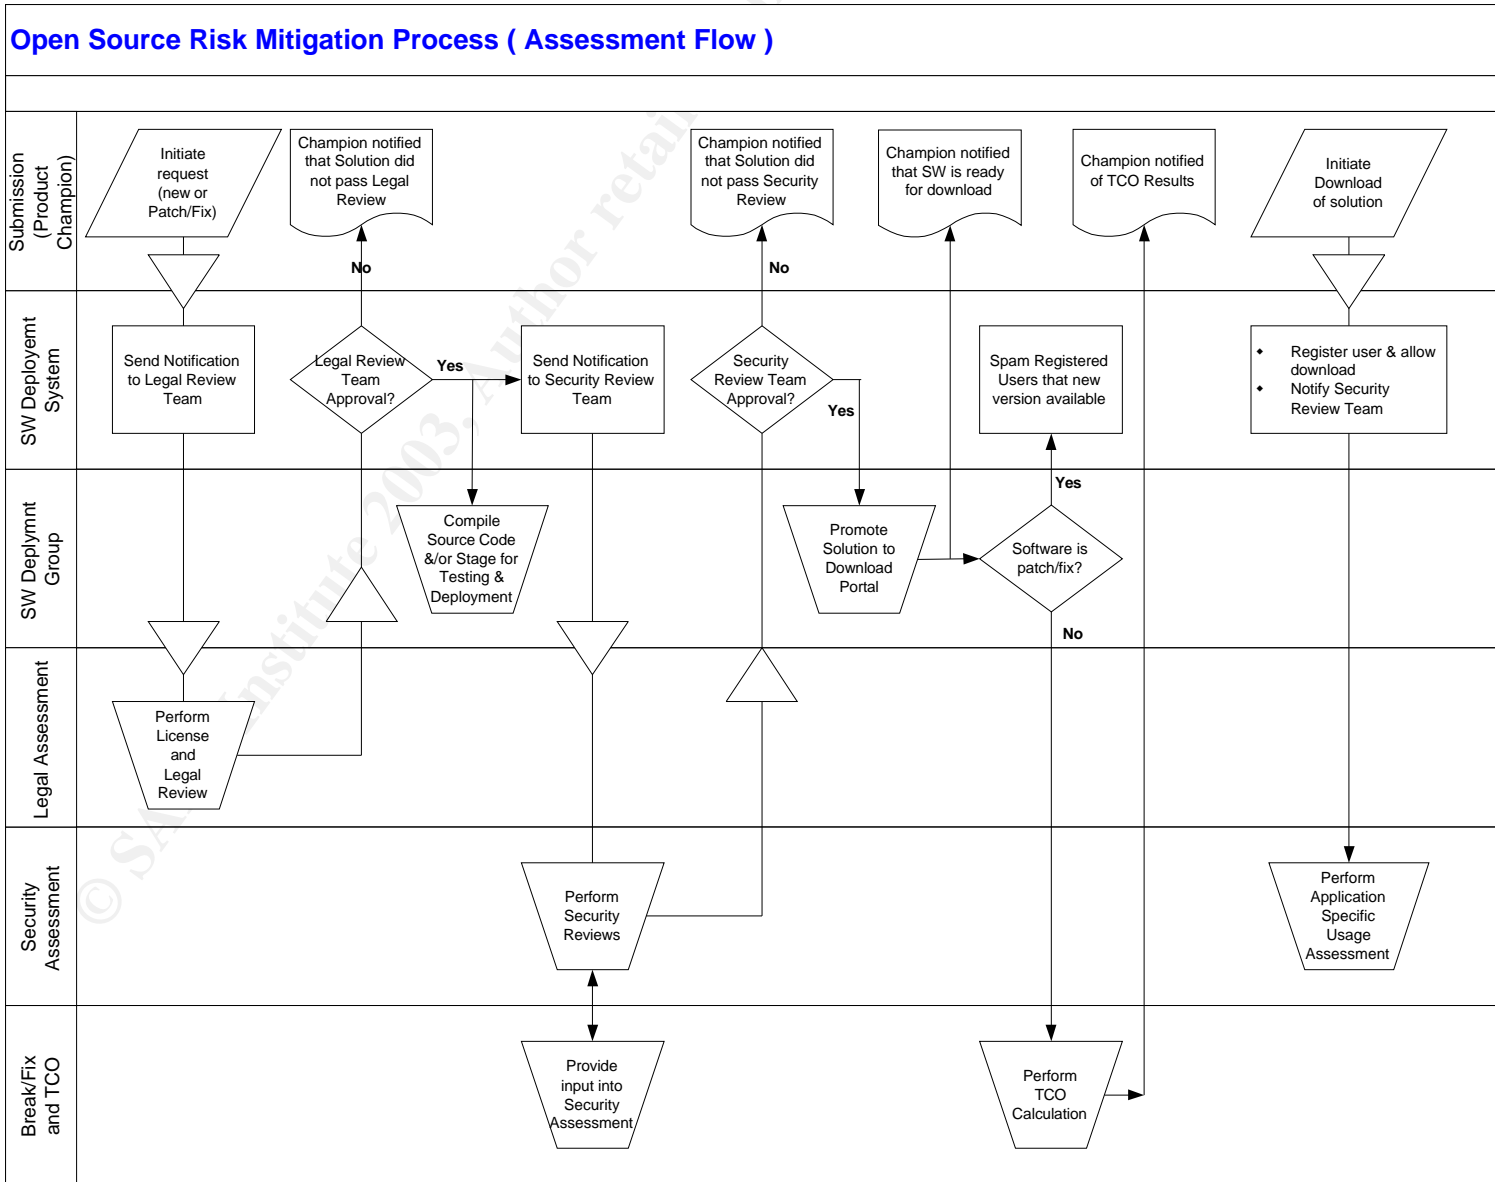 Open Source Risk Mitigation Process ( Assessment Flow )
Submission
(Product
Champion)
Initiate
request
(new or
Patch/Fix)
Champion notified
that Solution did
not pass Legal
Review
Champion notified
that Solution did
not pass Security
Review
Champion notified
that SW is ready
for download
Champion notified
of TCO Results
Initiate
Download
of solution
No
No
SW Deployemt
System
Send Notification
to Legal Review
Team
Legal Review
Team
Approval?
Yes
Send Notification
to Security Review
Team
Security
Review Team
Approval?
Yes
Spam Registered
Users that new
version available
Register user & allow
download
Notify Security
Review Team
SW Deplymnt
Group
Compile
Source Code
&/or Stage for
Testing &
Deployment
Promote
Solution to
Download
Portal
Yes
Software is
patch/fix?
No
Legal Assessment
Perform
License
and
Legal
Review
Security
Assessment
Perform
Security
Reviews
Perform
Application
Specific
Usage
Assessment
Break/Fix
and TCO
Provide
input into
Security
Assessment
Perform
TCO
Calculation
© SA Institute 2003, Author retai